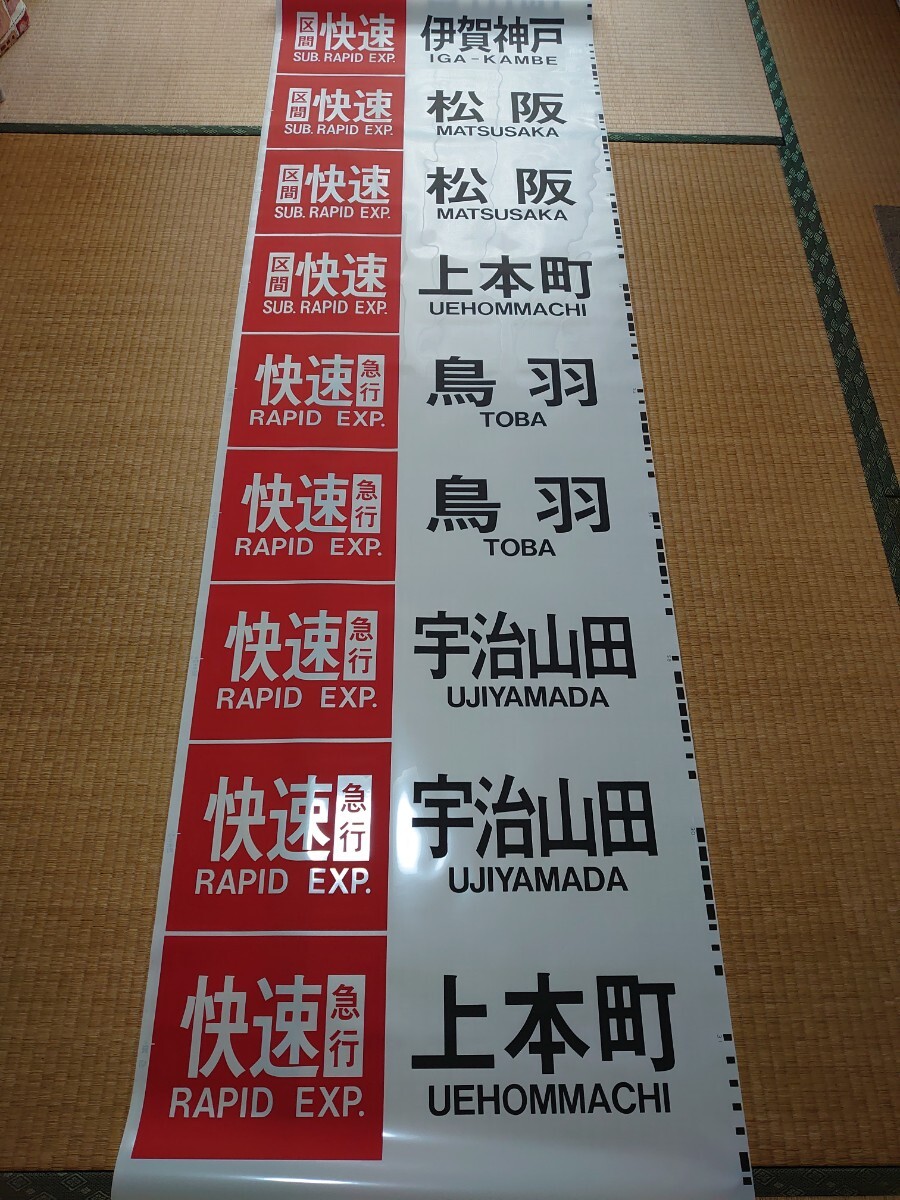 区間 快速 伊賀神戸
SUB. RAPID EXP. IGA-KAMBE
区間 快速 松阪
SUB. RAPID EXP. MATSUSAKA
区間 快速 松阪
SUB. RAPID EXP. MATSUSAKA
区間 快速 上本町
SUB. RAPID EXP. UEHOMMACHI
快速 急行 鳥羽
RAPID EXP. TOBA
快速 急行 鳥羽
RAPID EXP. TOBA
快速 急行 宇治山田
RAPID EXP. UJIYAMADA
快速 急行 宇治山田
RAPID EXP. UJIYAMADA
快速 急行 上本町
RAPID EXP. UEHOMMACHI